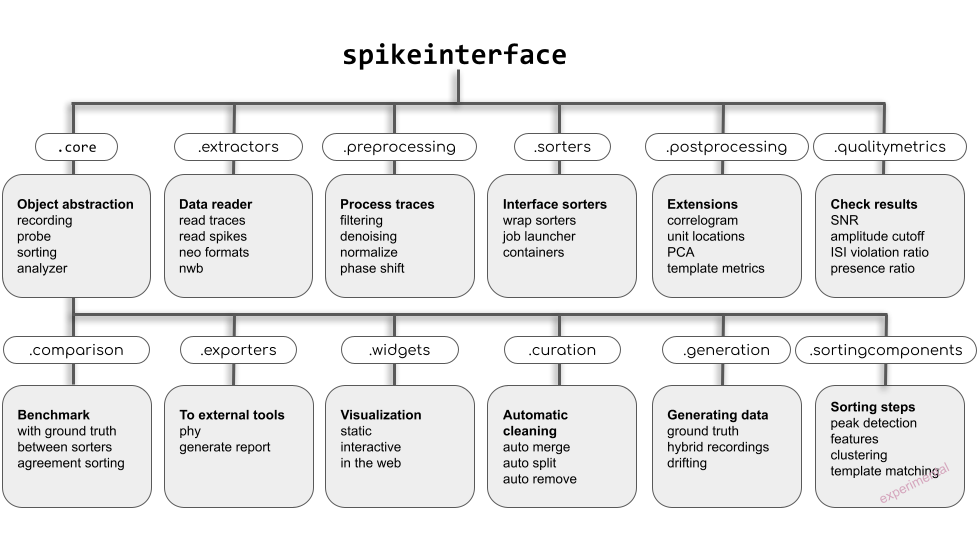 spikeinterface
.core
.extractors
.preprocessing
.sorters
.postprocessing
.qualitymetrics
Object abstraction
recording
probe
sorting
analyzer
Data reader
read traces
read spikes
neo formats
nwb
Process traces
filtering
denoising
normalize
phase shift
Interface sorters
wrap sorters
job launcher
containers
Extensions
correlogram
unit locations
PCA
template metrics
Check results
SNR
amplitude cutoff
ISI violation ratio
presence ratio
.comparison
.exporters
.widgets
.curation
.generation
.sortingcomponents
Benchmark
with ground truth
between sorters
agreement sorting
To external tools
phy
generate report
Visualization
static
interactive
in the web
Automatic
cleaning
auto merge
auto split
auto remove
Generating data
ground truth
hybrid recordings
drifting
Sorting steps
peak detection
features
clustering
template matching
experimental